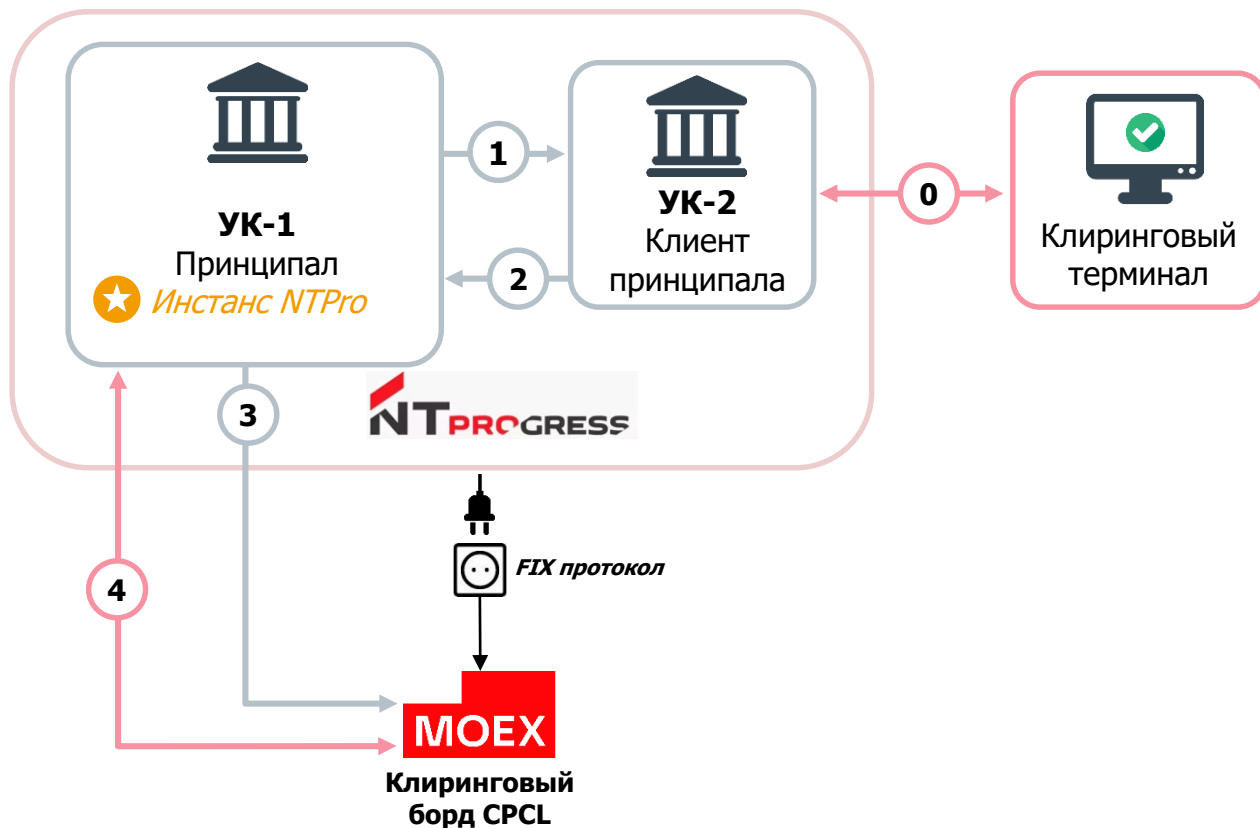 УК-1
Принципал
Инстанс NTPro
1
2
УК-2
Клиент
принципала
0
Клиринговый
терминал
3
NTPROGRESS
FIX протокол
4
MOEX
Клиринговый
борд CPCL